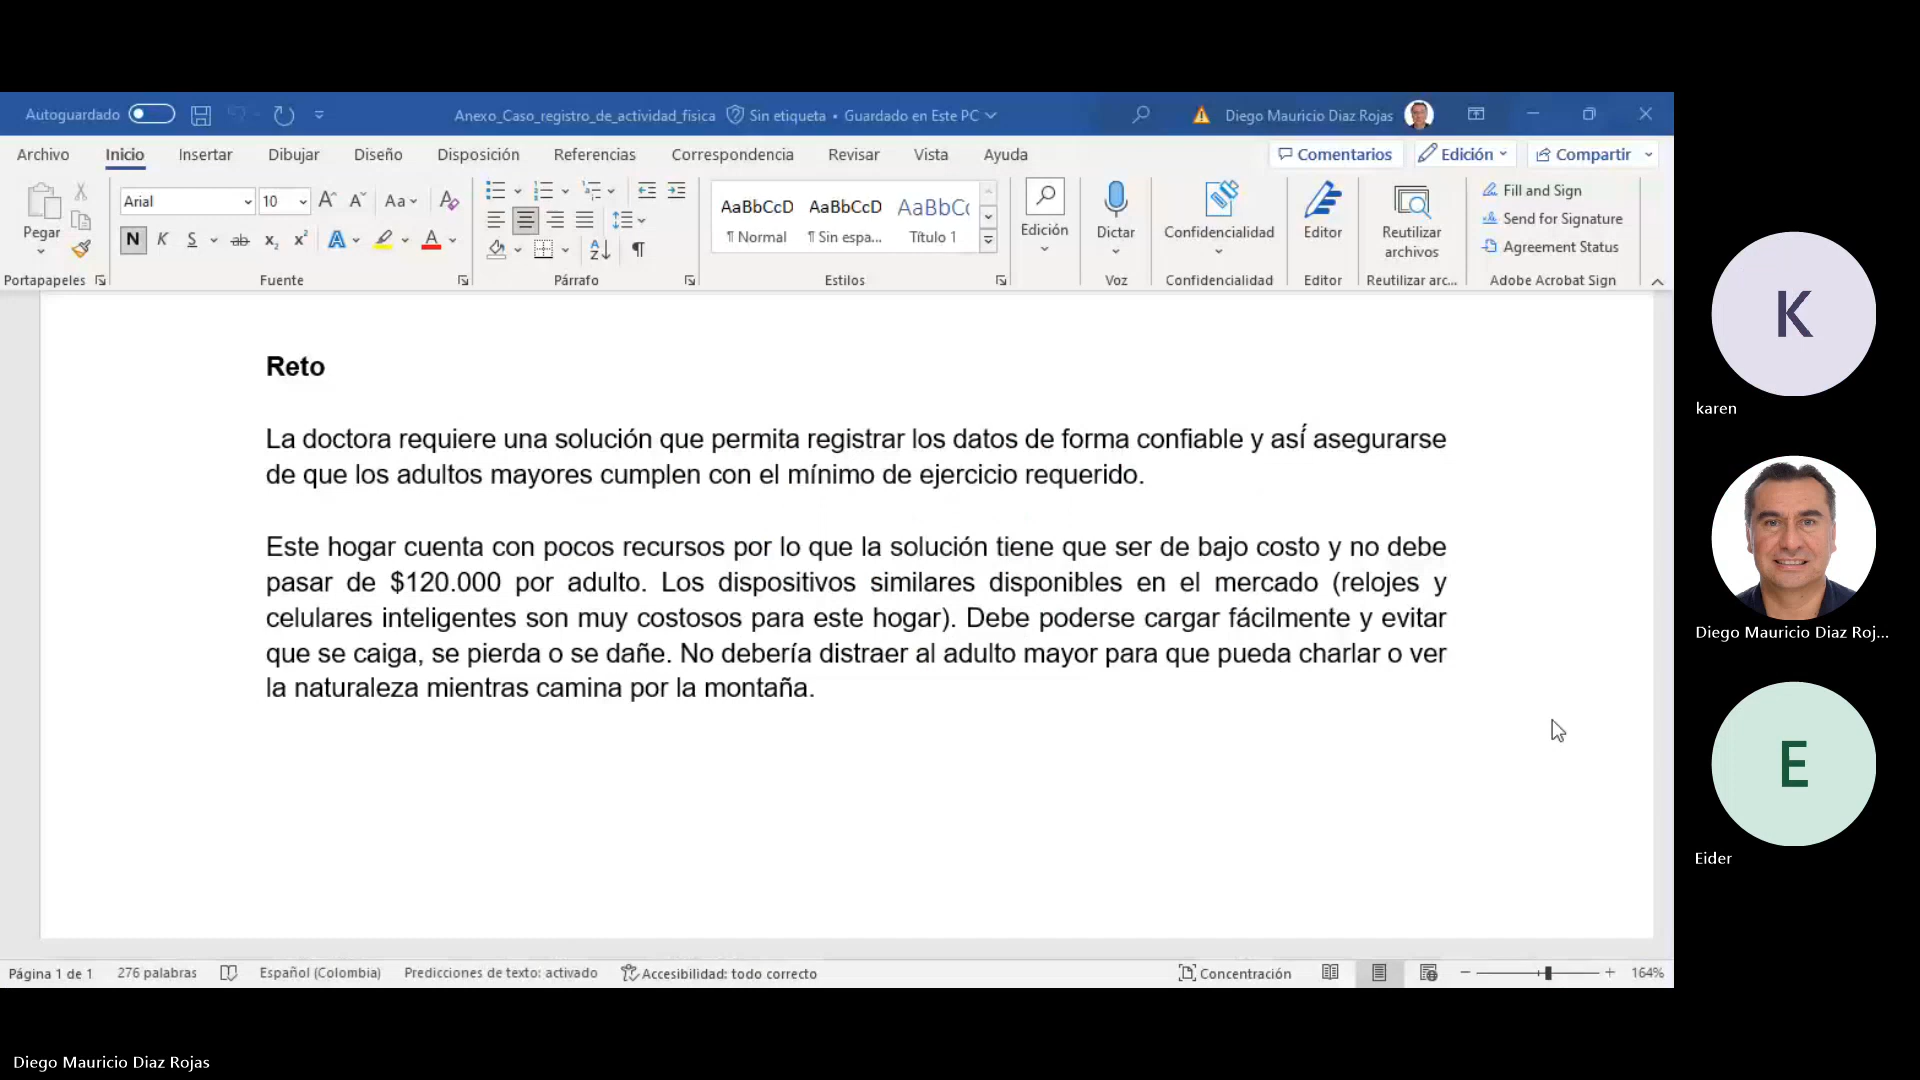 Autoguardado
Anexo_Caso_registro_de_actividad_fisica
Sin etiqueta • Guardado en Este PC
Diego Mauricio Diaz Rojas
Archivo Inicio Insertar Dibujar Diseño Disposición Referencias Correspondencia Revisar Vista Ayuda
Comentarios Edición Compartir
Pegar
Portapapeles
Arial 10
Aa
N K S ab x₂ x² A A
Fuente
Párrafo
AaBbCcD AaBbCcD AaBbCc
¶ Normal ¶ Sin espa... Título 1
Estilos
Edición
Dictar
Voz
Confidencialidad
Confidencialidad
Editor
Editor
Reutilizar
archivos
Reutilizar arc...
Fill and Sign
Send for Signature
Agreement Status
Adobe Acrobat Sign
Reto
La doctora requiere una solución que permita registrar los datos de forma confiable y así asegurarse
de que los adultos mayores cumplen con el mínimo de ejercicio requerido.
Este hogar cuenta con pocos recursos por lo que la solución tiene que ser de bajo costo y no debe
pasar de $120.000 por adulto. Los dispositivos similares disponibles en el mercado (relojes y
celulares inteligentes son muy costosos para este hogar). Debe poderse cargar fácilmente y evitar
que se caiga, se pierda o se dañe. No debería distraer al adulto mayor para que pueda charlar o ver
la naturaleza mientras camina por la montaña.
Página 1 de 1 276 palabras Español (Colombia) Predicciones de texto: activado Accesibilidad: todo correcto
Concentración 164%
K
karen
Diego Mauricio Diaz Roj...
E
Eider
Diego Mauricio Diaz Rojas